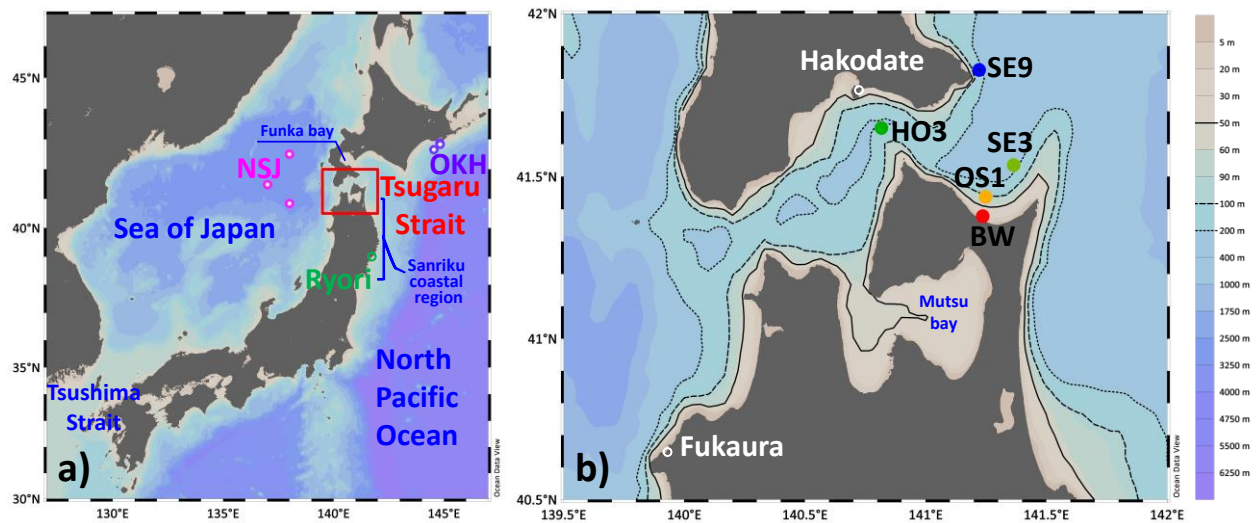 45°N
40°N
35°N
30°N
130°E
135°E
140°E
145°E
Funka bay
NSJ
OKH
Tsugaru
Strait
Sea of Japan
Ryori
Sanriku
coastal
region
North
Pacific
Ocean
Tsushima
Strait
a)
Ocean Data View
42°N
41.5°N
41°N
40.5°N
139.5°E
140°E
140.5°E
141°E
141.5°E
142°E
Hakodate
SE9
HO3
SE3
OS1
BW
Mutsu
bay
Fukaura
b)
Ocean Data View
5 m
10 m
20 m
30 m
50 m
60 m
90 m
100 m
200 m
400 m
1000 m
1750 m
2500 m
3250 m
4000 m
4750 m
5500 m
6250 m